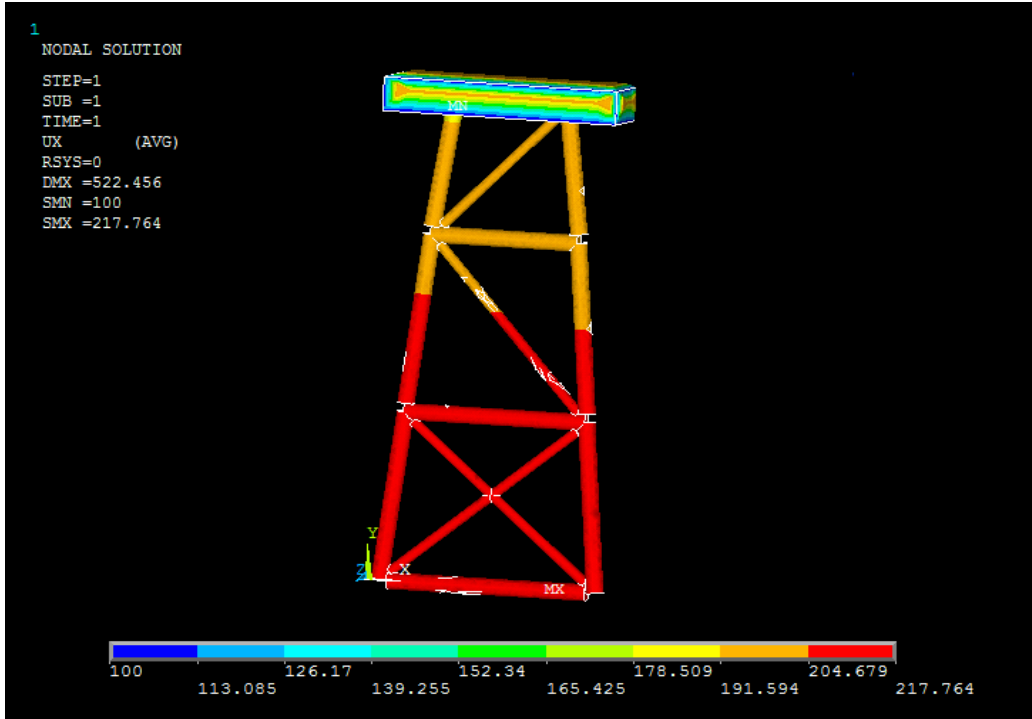 1
NODAL SOLUTION
STEP=1
SUB =1
TIME=1
UX (AVG)
RSYS=0
DMX =522.456
SMN =100
SMX =217.764
MN
Y
Z X
MX
100 126.17 152.34 178.509 204.679
113.085 139.255 165.425 191.594 217.764